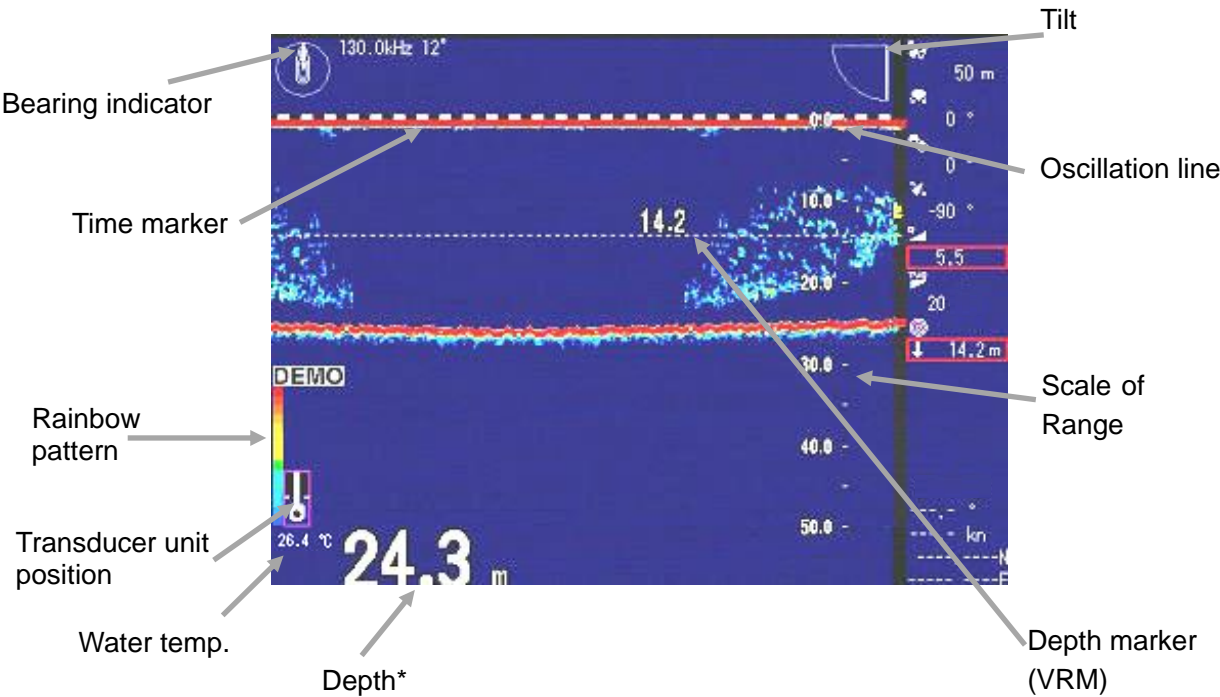 Tilt
130.0kHz 12°
50 m
Bearing indicator
0 °
0.0
Oscillation line
0 °
Time marker
10.0 -
-90 °
14.2
5.5
20.0 -
20
14.2 m
30.0 -
DEMO
Scale of
Range
Rainbow
pattern
40.0 -
Transducer unit
position
50.0 -
---.- °
--.- kn
26.4 °C
24.3 m
Water temp.
Depth*
Depth marker
(VRM)